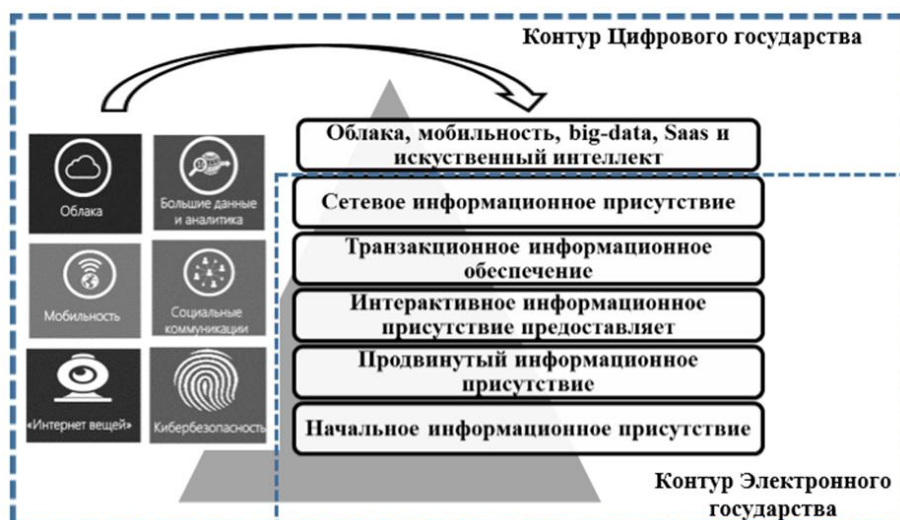 Контур Цифрового государства
Облака
Большие данные
и аналитика
Мобильность
Социальные
коммуникации
«Интернет вещей»
Кибербезопасность
Облака, мобильность, big-data, Saas и
искуственный интеллект
Сетевое информационное присутствие
Транзакционное информационное
обеспечение
Интерактивное информационное
присутствие предоставляет
Продвинутый информационное
присутствие
Начальное информационное присутствие
Контур Электронного
государства